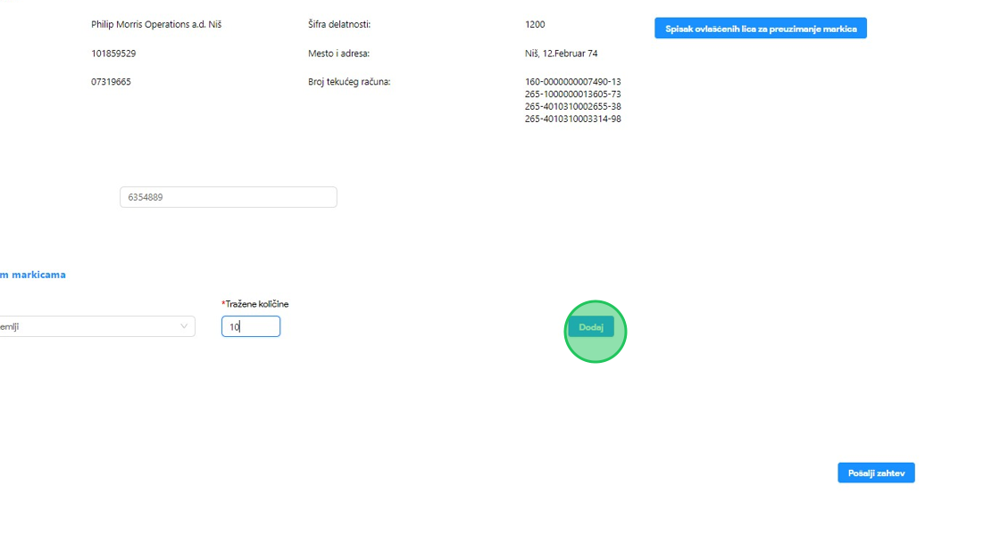 Philip Morris Operations a.d. Niš Šifra delatnosti: 1200 Spisak ovlašćenih lica za preuzimanje markica
101859529 Mesto i adresa: Niš, 12.Februar 74
07319665 Broj tekućeg računa: 160-0000000007490-13
265-1000000013605-73
265-4010310002655-38
265-4010310003314-98
6354889
m markicama
*Tražene količine
emlji 10 Dodaj
Pošalji zahtev